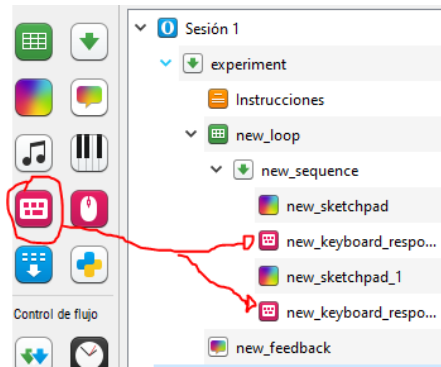 Sesión 1
experiment
Instrucciones
new_loop
new_sequence
new_sketchpad
new_keyboard_respo...
new_sketchpad_1
new_keyboard_respo...
Control de flujo
new_feedback